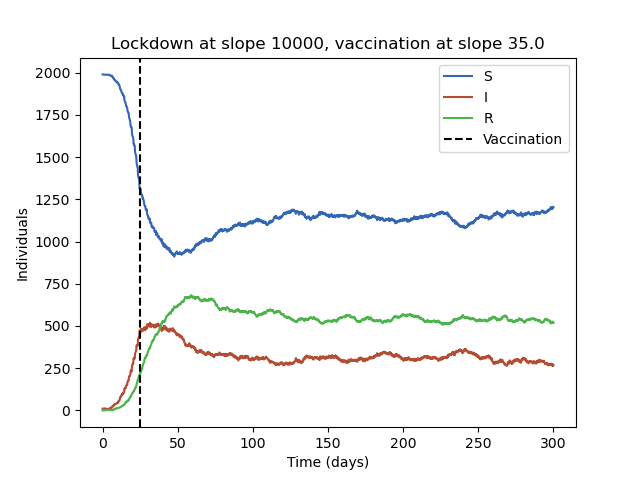 Lockdown at slope 10000, vaccination at slope 35.0
S
I
R
Vaccination
Individuals
2000
1750
1500
1250
1000
750
500
250
0
0 50 100 150 200 250 300
Time (days)